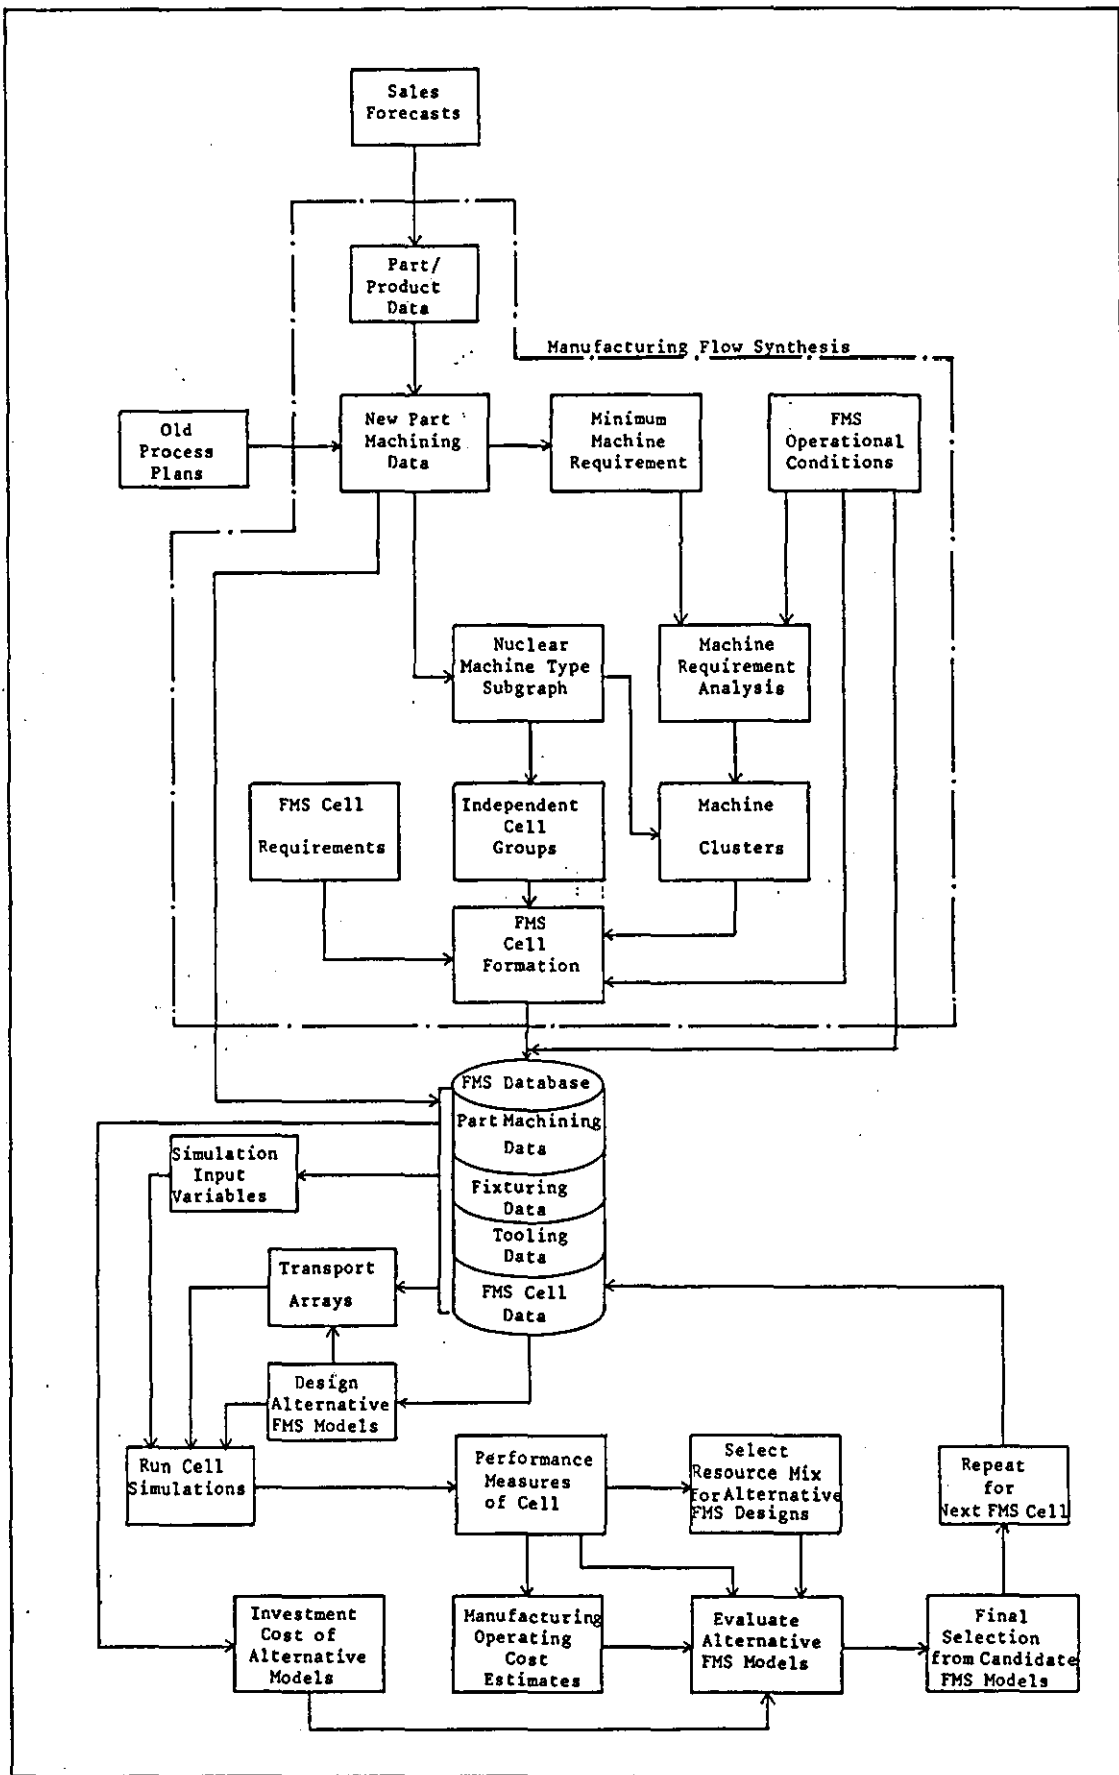 Sales
Forecasts
Part/
Product
Data
Manufacturing Flow Synthesis
Old
Process
Plans
New Part
Machining
Data
Minimum
Machine
Requirement
FMS
Operational
Conditions
Nuclear
Machine Type
Subgraph
Machine
Requirement
Analysis
FMS Cell
Requirements
Independent
Cell
Groups
Machine
Clusters
FMS
Cell
Formation
FMS Database
Part Machining
Data
Simulation
Input
Variables
Fixturing
Data
Tooling
Data
Transport
Arrays
FMS Cell
Data
Design
Alternative
FMS Models
Run Cell
Simulations
Performance
Measures
of Cell
Select
Resource Mix
for Alternative
FMS Designs
Repeat
for
Next FMS Cell
Investment
Cost of
Alternative
Models
Manufacturing
Operating
Cost
Estimates
Evaluate
Alternative
FMS Models
Final
Selection
from Candidate
FMS Models